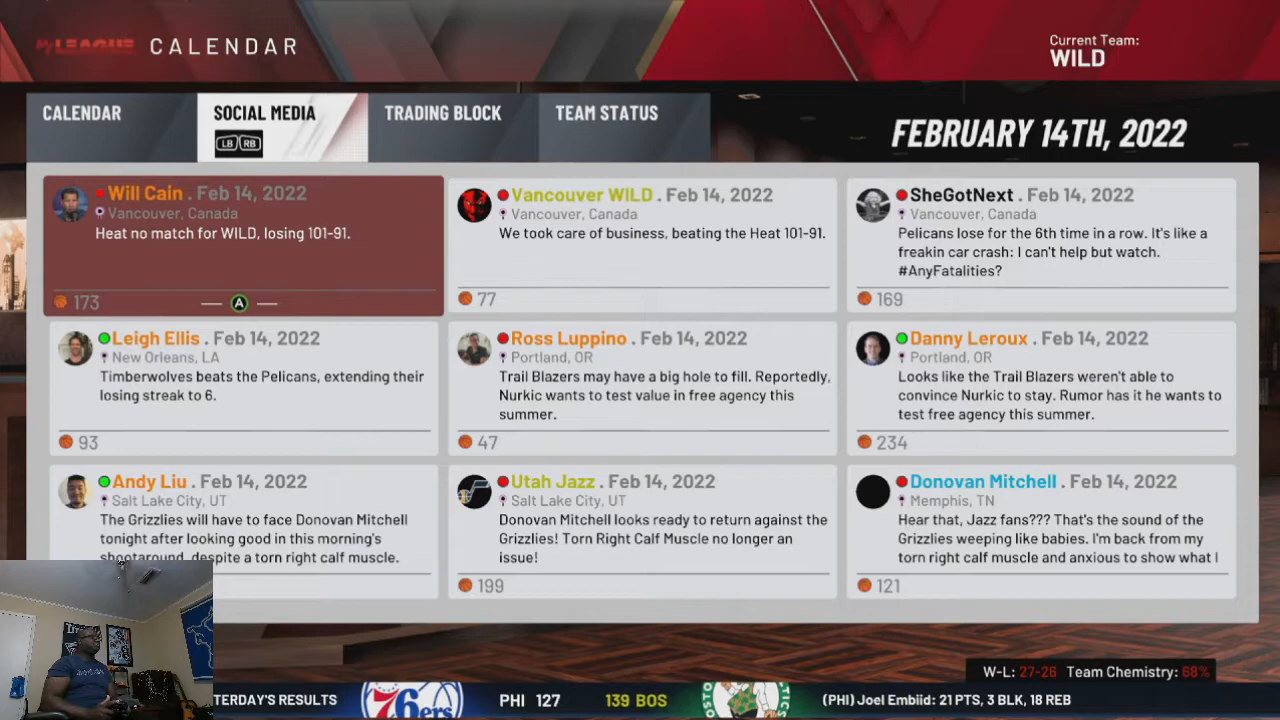 MyLEAGUE CALENDAR
Current Team:
WILD
CALENDAR
SOCIAL MEDIA
LB RB
TRADING BLOCK
TEAM STATUS
FEBRUARY 14TH, 2022
Will Cain . Feb 14, 2022
Vancouver, Canada
Heat no match for WILD, losing 101-91.
173
A
Vancouver WILD . Feb 14, 2022
Vancouver, Canada
We took care of business, beating the Heat 101-91.
77
SheGotNext . Feb 14, 2022
Vancouver, Canada
Pelicans lose for the 6th time in a row. It's like a
freakin car crash: I can't help but watch.
#AnyFatalities?
169
Leigh Ellis . Feb 14, 2022
New Orleans, LA
Timberwolves beats the Pelicans, extending their
losing streak to 6.
93
Ross Luppino . Feb 14, 2022
Portland, OR
Trail Blazers may have a big hole to fill. Reportedly,
Nurkic wants to test value in free agency this
summer.
47
Danny Leroux . Feb 14, 2022
Portland, OR
Looks like the Trail Blazers weren't able to
convince Nurkic to stay. Rumor has it he wants to
test free agency this summer.
234
Andy Liu . Feb 14, 2022
Salt Lake City, UT
The Grizzlies will have to face Donovan Mitchell
tonight after looking good in this morning's
shootaround, despite a torn right calf muscle.
Utah Jazz . Feb 14, 2022
Salt Lake City, UT
Donovan Mitchell looks ready to return against the
Grizzlies! Torn Right Calf Muscle no longer an
issue!
199
Donovan Mitchell . Feb 14, 2022
Memphis, TN
Hear that, Jazz fans??? That's the sound of the
Grizzlies weeping like babies. I'm back from my
torn right calf muscle and anxious to show what I
121
W-L: 27-26 Team Chemistry: 68%
TERDAY'S RESULTS
76ers
PHI 127
139 BOS
(PHI) Joel Embiid: 21 PTS, 3 BLK, 18 REB